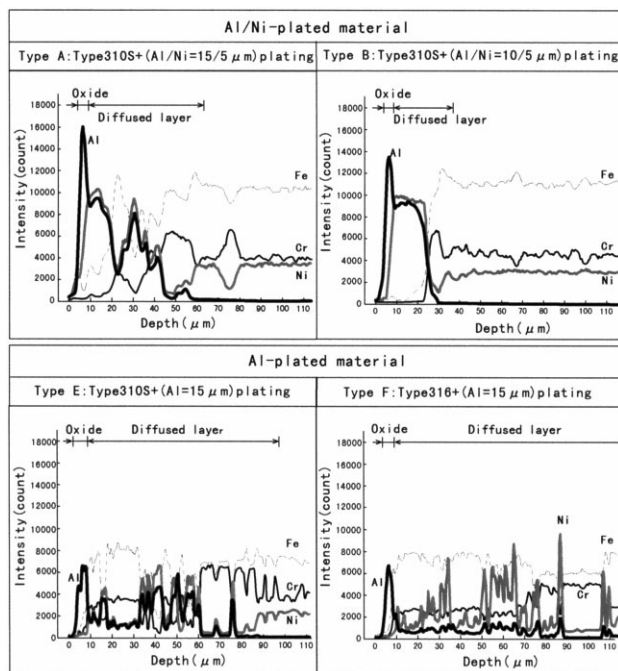 Al/Ni-plated material
Type A:Type310S+(Al/Ni=15/5 μm)plating
Type B:Type310S+(Al/Ni=10/5 μm)plating
Oxide
Diffused layer
Intensity(count)
18000
16000
14000
12000
10000
8000
6000
4000
2000
0
Al
Fe
Cr
Ni
0 10 20 30 40 50 60 70 80 90 100 110
Depth(μm)
Oxide
Diffused layer
Intensity(count)
18000
16000
14000
12000
10000
8000
6000
4000
2000
0
Al
Fe
Cr
Ni
0 10 20 30 40 50 60 70 80 90 100 110
Depth(μm)
Al-plated material
Type E:Type310S+(Al=15 μm)plating
Type F:Type316+(Al=15 μm)plating
Oxide
Diffused layer
Intensity(count)
18000
16000
14000
12000
10000
8000
6000
4000
2000
0
Al
Fe
Cr
Ni
0 10 20 30 40 50 60 70 80 90 100 110
Depth(μm)
Oxide
Diffused layer
Intensity(count)
18000
16000
14000
12000
10000
8000
6000
4000
2000
0
Al
Ni
Fe
Cr
0 10 20 30 40 50 60 70 80 90 100 110
Depth(μm)